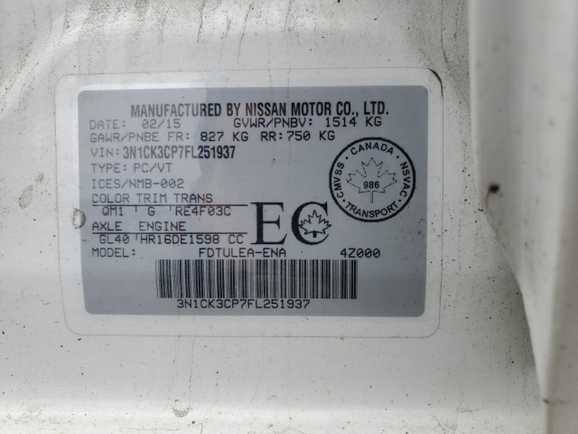 MANUFACTURED BY NISSAN MOTOR CO., LTD.
DATE: 02/15 GVWR/PNBV: 1514 KG
GAWR/PNBE FR: 827 KG RR: 750 KG
VIN: 3N1CK3CP7FL251937
TYPE: PC/VT
ICES/NMB-002
COLOR TRIM TRANS
QM1 G RE4F03C
AXLE ENGINE
GL40 HR16DE1598 CC
MODEL: FDTULEA-ENA 4Z000
EC
CMVSS - CANADA - NSVAC
986
- TRANSPORT -
3N1CK3CP7FL251937